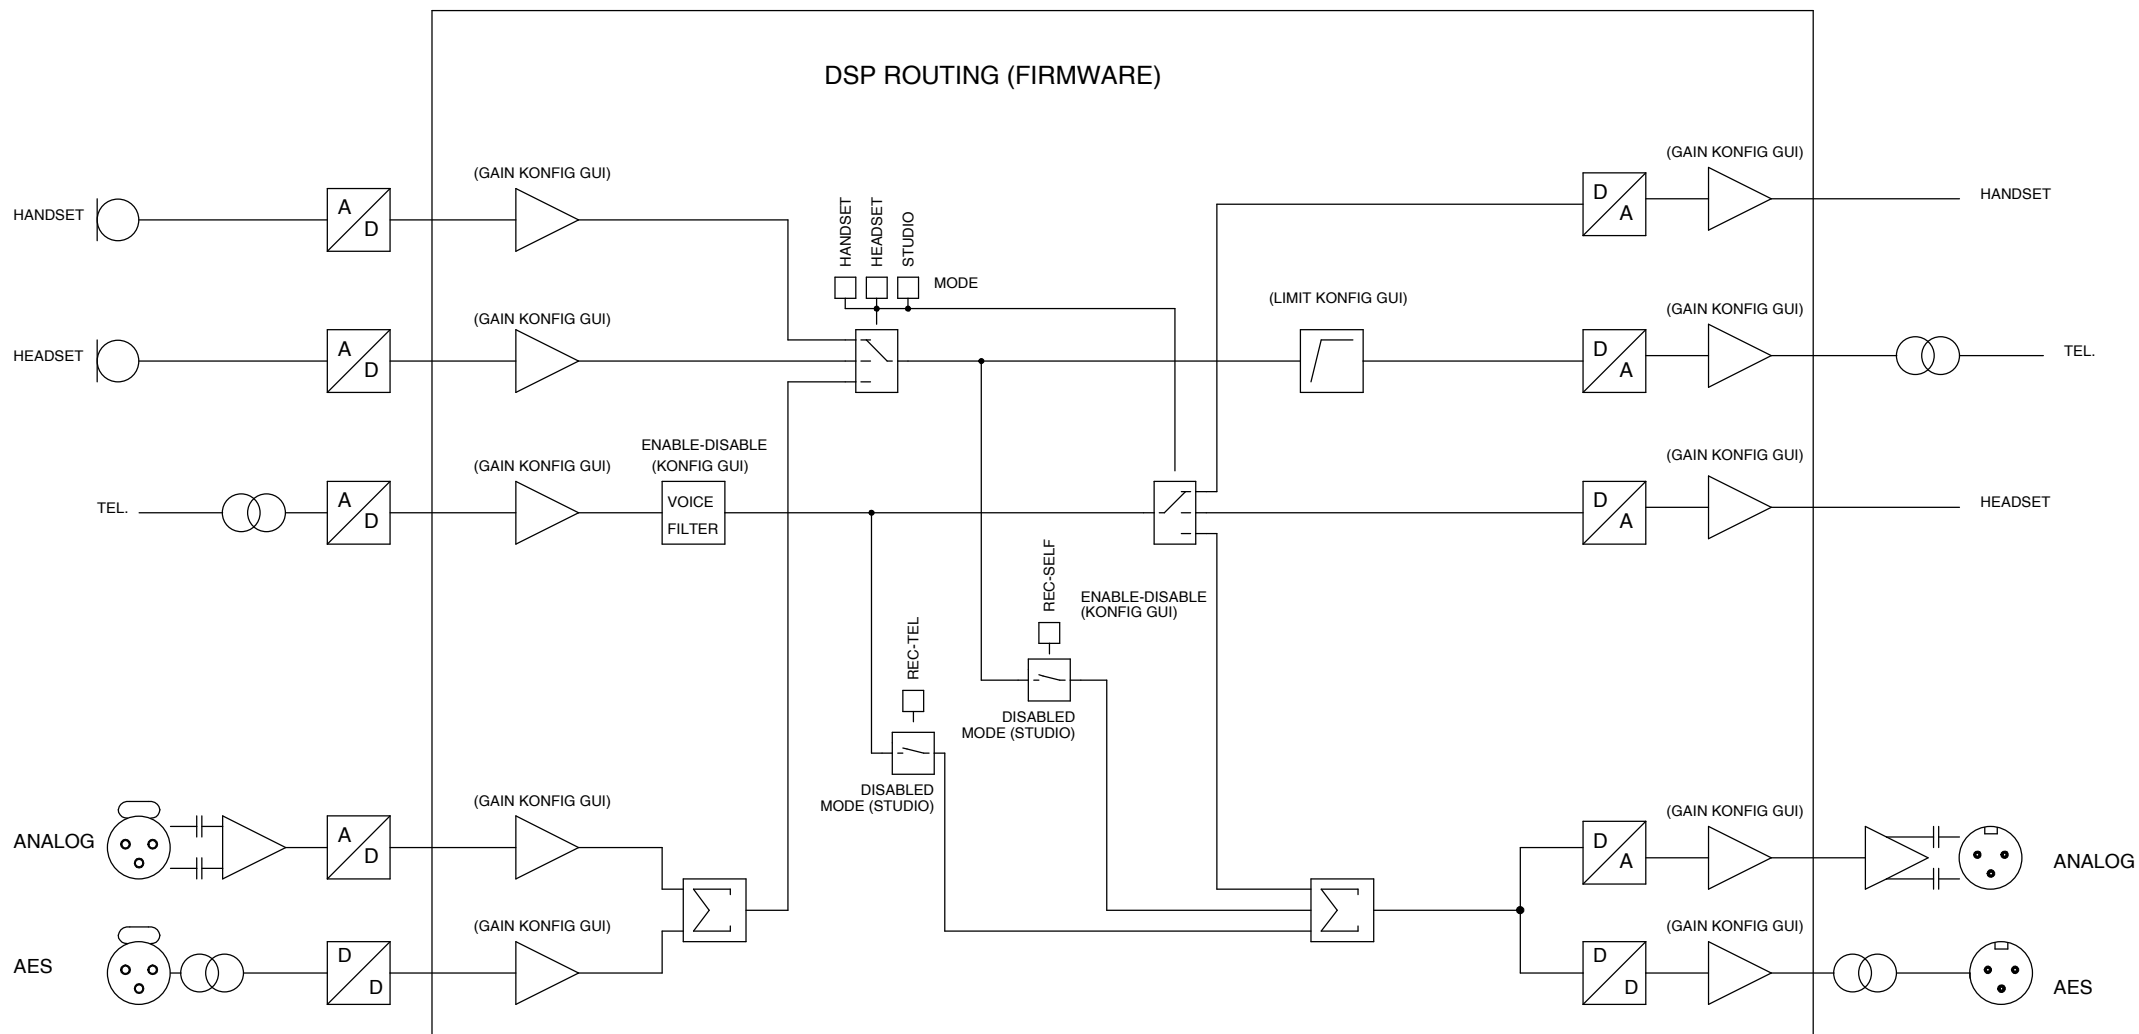 DSP ROUTING (FIRMWARE)
(GAIN KONFIG GUI)
(GAIN KONFIG GUI)
HANDSET
A
D
HANDSET
HEADSET
STUDIO
MODE
D
A
HANDSET
(GAIN KONFIG GUI)
(LIMIT KONFIG GUI)
(GAIN KONFIG GUI)
HEADSET
A
D
D
A
TEL.
ENABLE-DISABLE
(KONFIG GUI)
(GAIN KONFIG GUI)
(GAIN KONFIG GUI)
TEL.
A
D
VOICE
FILTER
D
A
HEADSET
REC-SELF
ENABLE-DISABLE
(KONFIG GUI)
REC-TEL
DISABLED
MODE (STUDIO)
DISABLED
MODE (STUDIO)
(GAIN KONFIG GUI)
(GAIN KONFIG GUI)
ANALOG
A
D
D
A
ANALOG
(GAIN KONFIG GUI)
(GAIN KONFIG GUI)
AES
D
D
D
D
AES